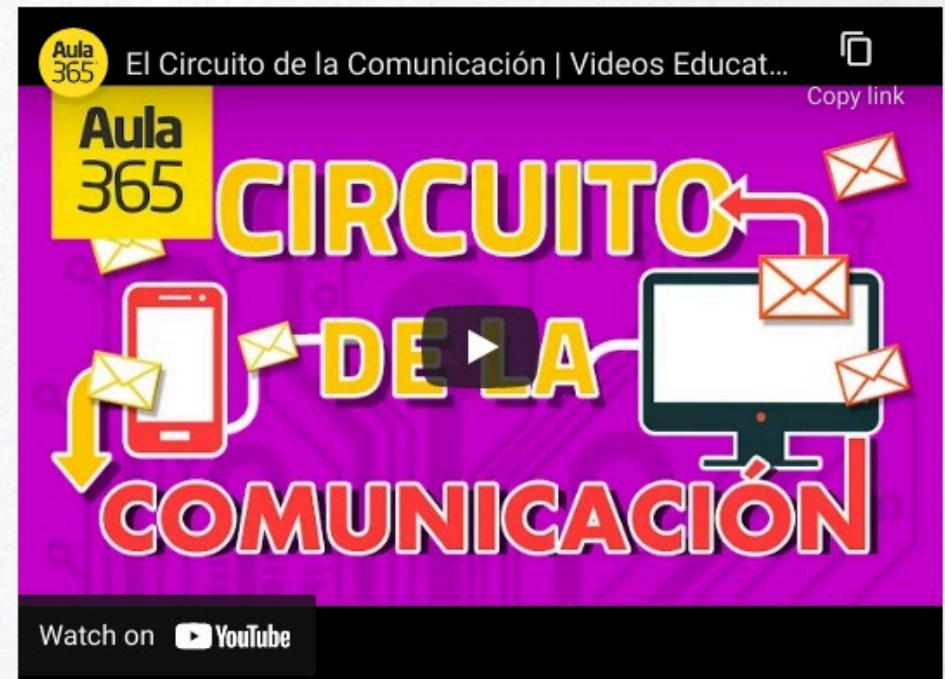 Aula
365
El Circuito de la Comunicación | Videos Educat...
Copy link
Aula
365
CIRCUITO
DE LA
COMUNICACIÓN
Watch on YouTube